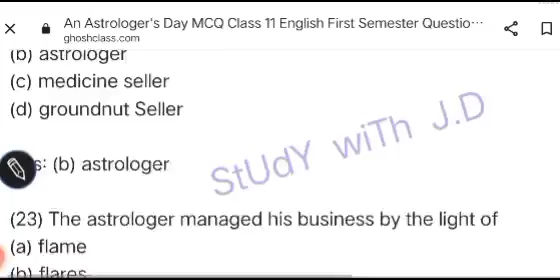 An Astrologer's Day MCQ Class 11 English First Semester Questio...
ghoshclass.com
(b) astrologer
(c) medicine seller
(d) groundnut Seller
StUdY wiTh J.D
s: (b) astrologer
(23) The astrologer managed his business by the light of
(a) flame
(b) flares